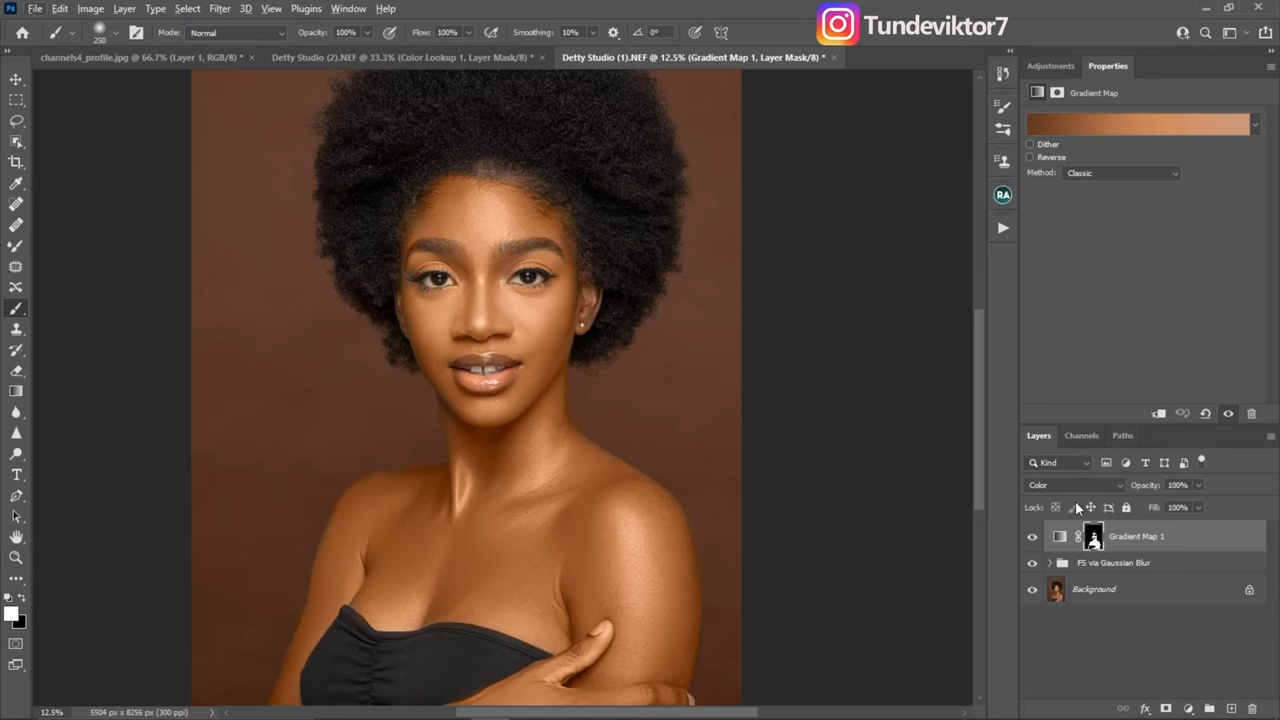 Ps File Edit Image Layer Type Select Filter 3D View Plugins Window Help
Tundeviktor7
250 Mode: Normal Opacity: 100% Flow: 100% Smoothing: 10% 0°
channels4_profile.jpg @ 66.7% (Layer 1, RGB/8) * × Detty Studio (2).NEF @ 33.3% (Color Lookup 1, Layer Mask/8) * × Detty Studio (1).NEF @ 12.5% (Gradient Map 1, Layer Mask/8) * ×
Adjustments Properties
Gradient Map
Dither
Reverse
Method: Classic
RA
Layers Channels Paths
Kind
Color Opacity: 100%
Lock: Fill: 100%
Gradient Map 1
FS via Gaussian Blur
Background
12.5% 5504 px x 8256 px (300 ppi)